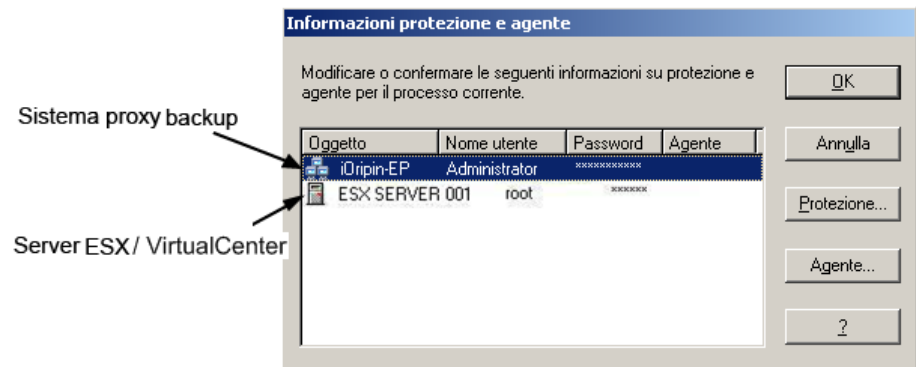 Informazioni protezione e agente
Modificare o confermare le seguenti informazioni su protezione e
agente per il processo corrente.
OK
Sistema proxy backup
Oggetto Nome utente Password Agente
Annulla
iOripin-EP Administrator ***********
ESX SERVER 001 root ******
Protezione...
Server ESX / VirtualCenter
Agente...
?